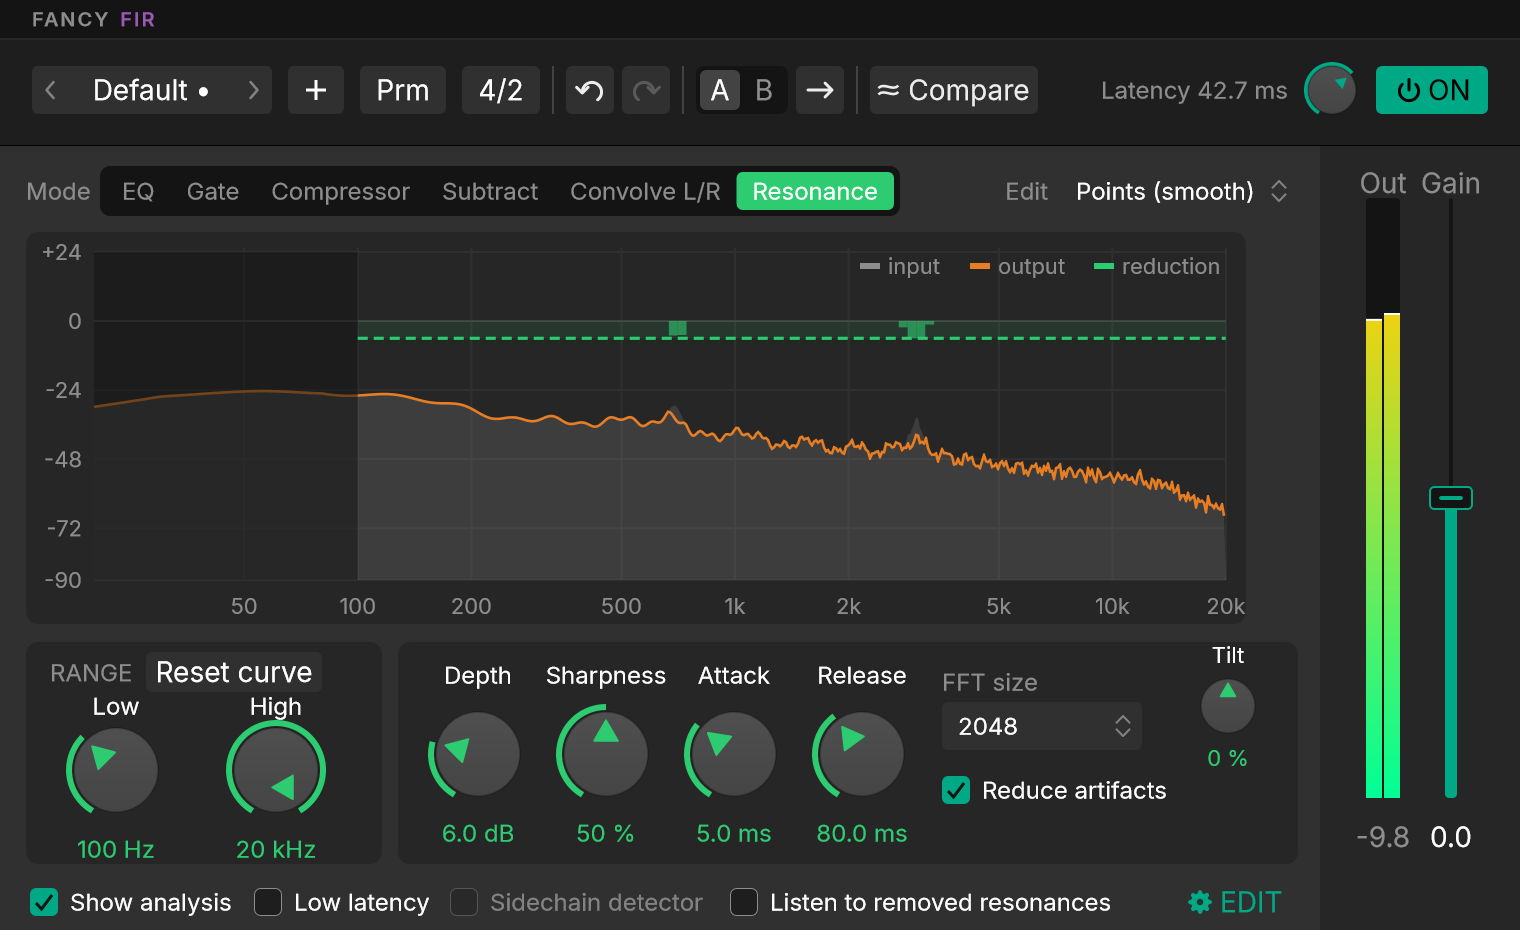 FANCY FIR
Default •
+
Prm
4/2
A B
≈ Compare
Latency 42.7 ms
ON
Mode EQ Gate Compressor Subtract Convolve L/R Resonance
Edit Points (smooth)
Out Gain
input output reduction
+24
0
-24
-48
-72
-90
50 100 200 500 1k 2k 5k 10k 20k
RANGE Reset curve
Low High
100 Hz 20 kHz
Depth Sharpness Attack Release
6.0 dB 50 % 5.0 ms 80.0 ms
FFT size
2048
Reduce artifacts
Tilt
0 %
-9.8 0.0
Show analysis Low latency Sidechain detector Listen to removed resonances
EDIT